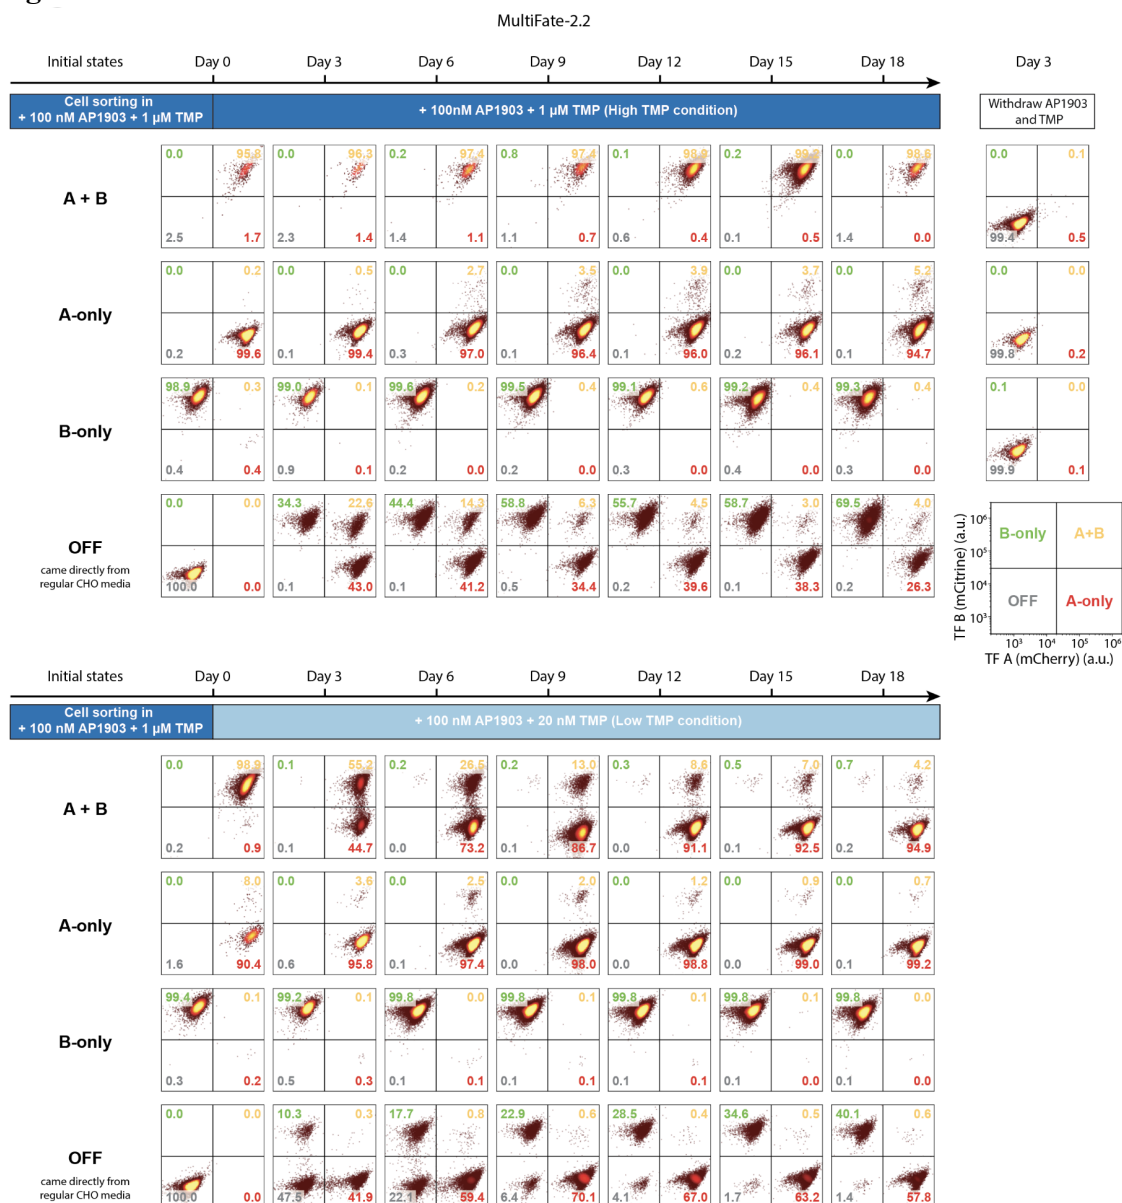 MultiFate-2.2
Initial states Day 0 Day 3 Day 6 Day 9 Day 12 Day 15 Day 18 Day 3
Cell sorting in
+ 100 nM AP1903 + 1 µM TMP
+ 100nM AP1903 + 1 µM TMP (High TMP condition)
Withdraw AP1903
and TMP
A + B
0.0 95.8 0.0 96.3 0.2 97.4 0.8 97.4 0.1 0.2 0.0 0.0 0.1
2.5 1.7 2.3 1.4 1.4 1.1 1.1 0.7 0.6 0.4 0.1 0.5 1.4 0.0 99.4 0.5
A-only
0.0 0.2 0.0 0.5 0.0 2.7 0.0 3.5 0.0 3.9 0.0 3.7 0.0 5.2 0.0 0.0
0.2 99.6 0.1 99.4 0.3 97.0 0.1 96.4 0.1 96.0 0.2 96.1 0.1 94.7 99.8 0.2
B-only
98.9 0.3 99.0 0.1 99.6 0.2 99.5 0.4 99.1 0.6 99.2 0.4 99.3 0.4 0.1 0.0
0.4 0.4 0.9 0.1 0.2 0.0 0.2 0.0 0.3 0.0 0.4 0.0 0.3 0.0 99.9 0.1
OFF
came directly from
regular CHO media
0.0 0.0 34.3 22.6 44.4 14.3 58.8 6.3 55.7 4.5 58.7 3.0 69.5 4.0
100.0 0.0 0.1 43.0 0.1 41.2 0.5 34.4 0.2 39.6 0.1 38.3 0.2 26.3
TF B (mCitrine) (a.u.)
10⁶
10⁵
10⁴
10³
B-only A+B
OFF A-only
10³ 10⁴ 10⁵ 10⁶
TF A (mCherry) (a.u.)
Initial states Day 0 Day 3 Day 6 Day 9 Day 12 Day 15 Day 18
Cell sorting in
+ 100 nM AP1903 + 1 µM TMP
+ 100 nM AP1903 + 20 nM TMP (Low TMP condition)
A + B
0.0 98.9 0.1 55.2 0.2 26.5 0.2 13.0 0.3 8.6 0.5 7.0 0.7 4.2
0.2 0.9 0.1 44.7 0.0 73.2 0.1 86.7 0.0 91.1 0.1 92.5 0.2 94.9
A-only
0.0 8.0 0.0 3.6 0.0 2.5 0.0 2.0 0.0 1.2 0.0 0.9 0.0 0.7
1.6 90.4 0.6 95.8 0.1 97.4 0.0 98.0 0.0 98.8 0.0 99.0 0.1 99.2
B-only
99.4 0.1 99.2 0.1 99.8 0.0 99.8 0.1 99.8 0.1 99.8 0.1 99.8 0.0
0.3 0.2 0.5 0.3 0.1 0.1 0.1 0.1 0.1 0.1 0.1 0.0 0.1 0.0
OFF
came directly from
regular CHO media
0.0 0.0 10.3 0.3 17.7 0.8 22.9 0.6 28.5 0.4 34.6 0.5 40.1 0.6
100.0 0.0 47.5 41.9 22.1 59.4 6.4 70.1 4.1 67.0 1.7 63.2 1.4 57.8